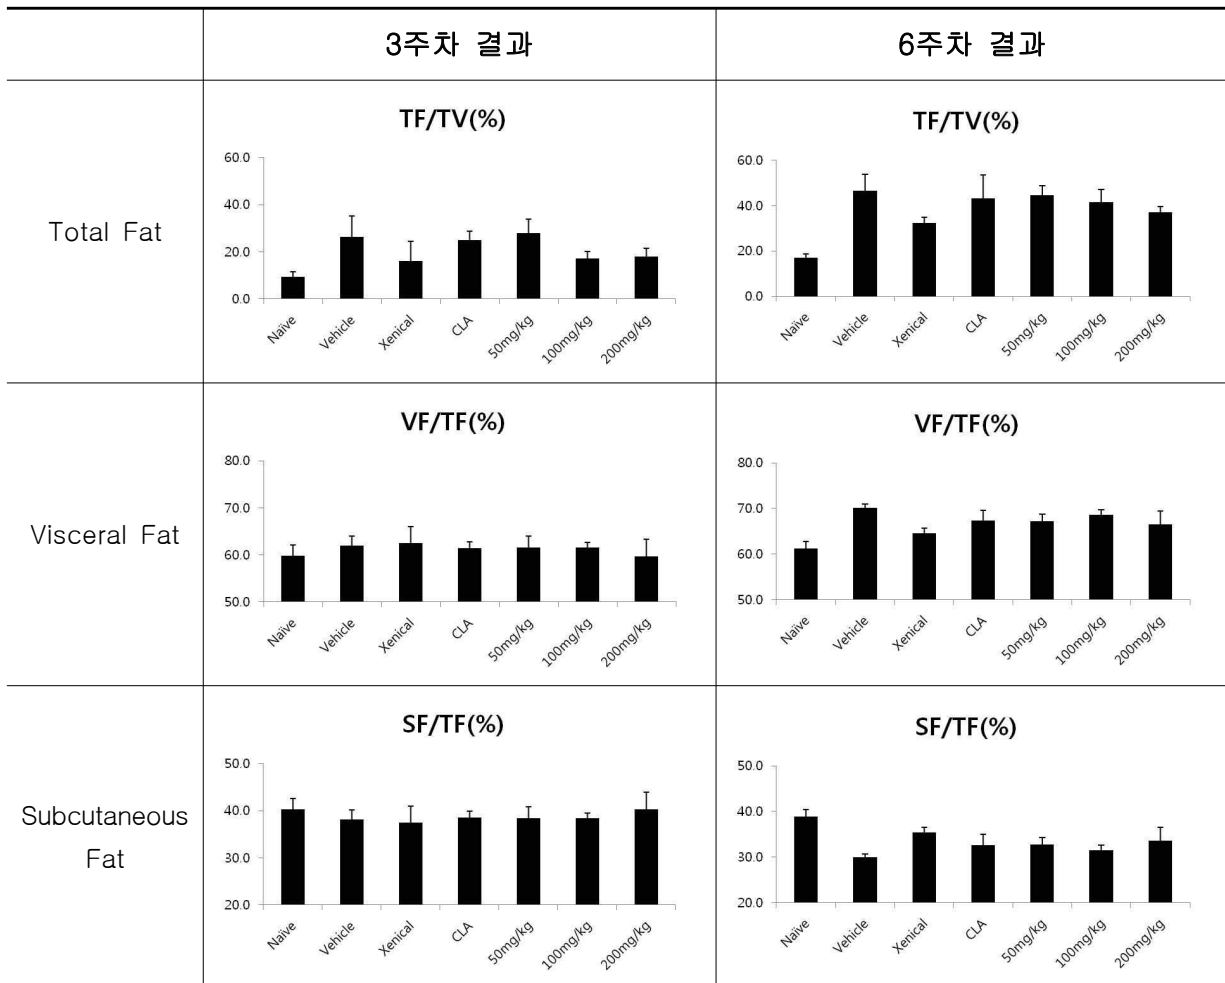 3주차 결과
6주차 결과
Total Fat
TF/TV(%)
60.0
40.0
20.0
0.0
Naïve
Vehicle
Xenical
CLA
50mg/kg
100mg/kg
200mg/kg
TF/TV(%)
60.0
40.0
20.0
0.0
Naïve
Vehicle
Xenical
CLA
50mg/kg
100mg/kg
200mg/kg
Visceral Fat
VF/TF(%)
80.0
70.0
60.0
50.0
Naïve
Vehicle
Xenical
CLA
50mg/kg
100mg/kg
200mg/kg
VF/TF(%)
80.0
70.0
60.0
50.0
Naïve
Vehicle
Xenical
CLA
50mg/kg
100mg/kg
200mg/kg
Subcutaneous
Fat
SF/TF(%)
50.0
40.0
30.0
20.0
Naïve
Vehicle
Xenical
CLA
50mg/kg
100mg/kg
200mg/kg
SF/TF(%)
50.0
40.0
30.0
20.0
Naïve
Vehicle
Xenical
CLA
50mg/kg
100mg/kg
200mg/kg